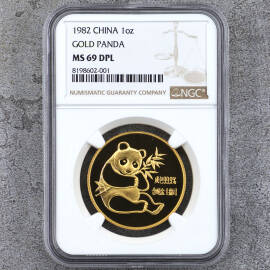 1982 CHINA 1oz
GOLD PANDA
MS 69 DPL
8198602-001
NUMISMATIC GUARANTY COMPANY
NGC